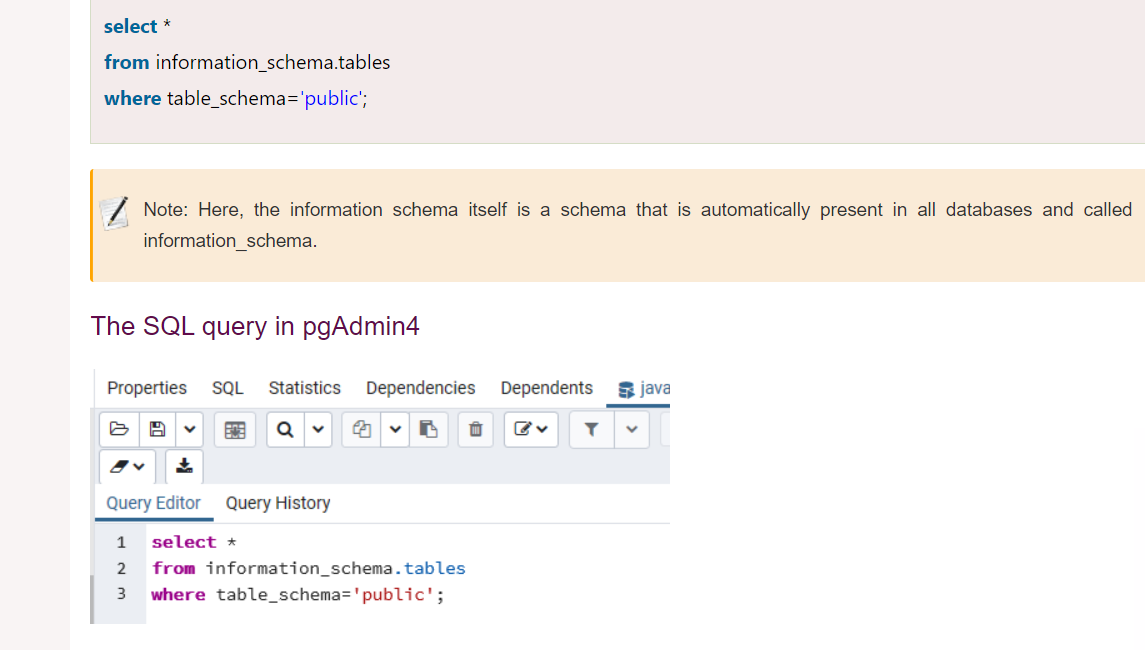 select *
from information_schema.tables
where table_schema='public';
Note: Here, the information schema itself is a schema that is automatically present in all databases and called
information_schema.
The SQL query in pgAdmin4
Properties SQL Statistics Dependencies Dependents java
Query Editor Query History
1 select *
2 from information_schema.tables
3 where table_schema='public';